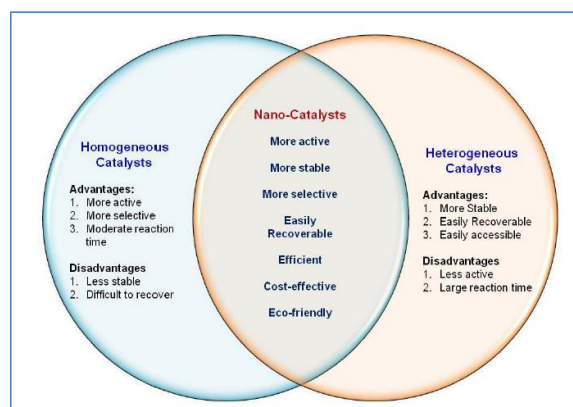 Homogeneous
Catalysts
Advantages:
1. More active
2. More selective
3. Moderate reaction
time
Disadvantages
1. Less stable
2. Difficult to recover
Nano-Catalysts
More active
More stable
More selective
Easily
Recoverable
Efficient
Cost-effective
Eco-friendly
Heterogeneous
Catalysts
Advantages:
1. More Stable
2. Easily Recoverable
3. Easily accessible
Disadvantages
1. Less active
2. Large reaction time